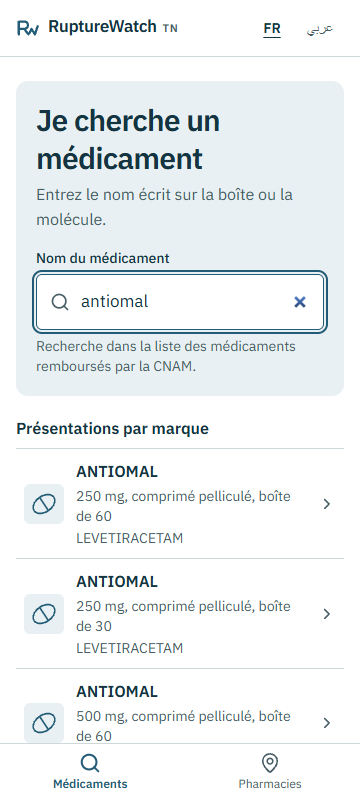 RuptureWatch TN
FR
عربي
Je cherche un
médicament
Entrez le nom écrit sur la boîte ou la
molécule.
Nom du médicament
antiomal
Recherche dans la liste des médicaments
remboursés par la CNAM.
Présentations par marque
ANTIOMAL
250 mg, comprimé pelliculé, boîte
de 60
LEVETIRACETAM
ANTIOMAL
250 mg, comprimé pelliculé, boîte
de 30
LEVETIRACETAM
ANTIOMAL
500 mg, comprimé pelliculé, boîte
de 60
Médicaments
Pharmacies